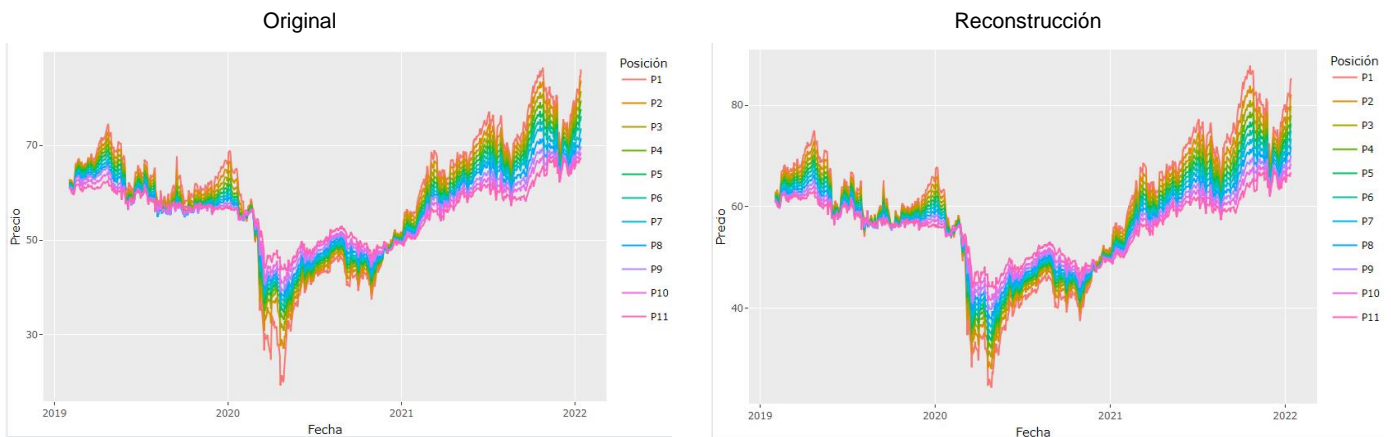 Original
Precio
70
50
30
2019
2020
2021
2022
Fecha
Posición
P1
P2
P3
P4
P5
P6
P7
P8
P9
P10
P11
Reconstrucción
Precio
80
60
40
2019
2020
2021
2022
Fecha
Posición
P1
P2
P3
P4
P5
P6
P7
P8
P9
P10
P11